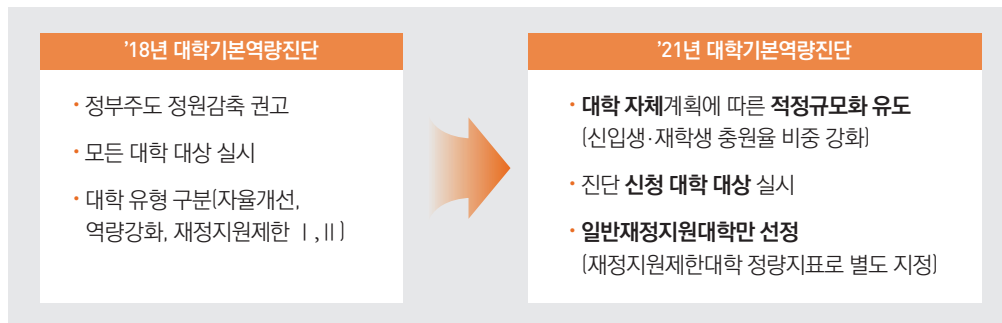 ’18년 대학기본역량진단
• 정부주도 정원감축 권고
• 모든 대학 대상 실시
• 대학 유형 구분(자율개선,
역량강화, 재정지원제한 Ⅰ,Ⅱ)
’21년 대학기본역량진단
• 대학 자체계획에 따른 적정규모화 유도
(신입생·재학생 충원율 비중 강화)
• 진단 신청 대학 대상 실시
• 일반재정지원대학만 선정
(재정지원제한대학 정량지표로 별도 지정)